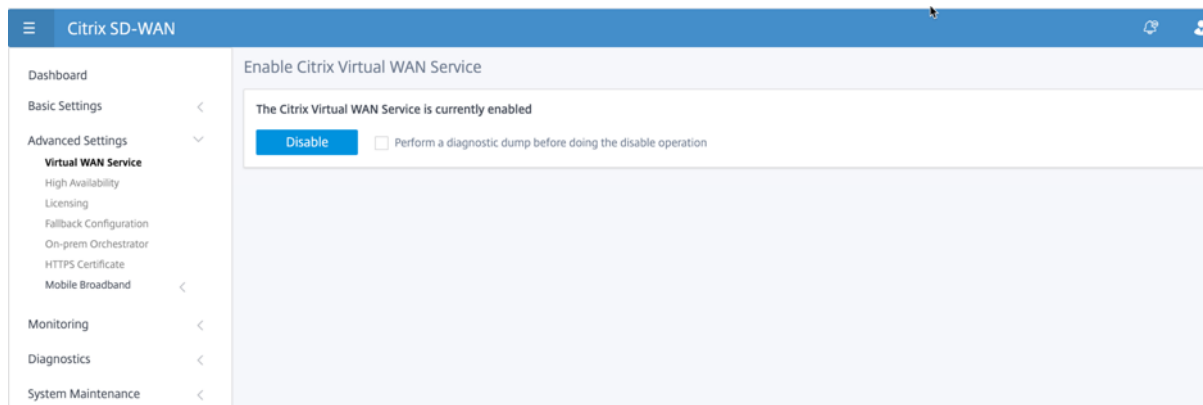 Citrix SD-WAN
Dashboard
Basic Settings
Advanced Settings
Virtual WAN Service
High Availability
Licensing
Fallback Configuration
On-prem Orchestrator
HTTPS Certificate
Mobile Broadband
Monitoring
Diagnostics
System Maintenance
Enable Citrix Virtual WAN Service
The Citrix Virtual WAN Service is currently enabled
Disable
Perform a diagnostic dump before doing the disable operation